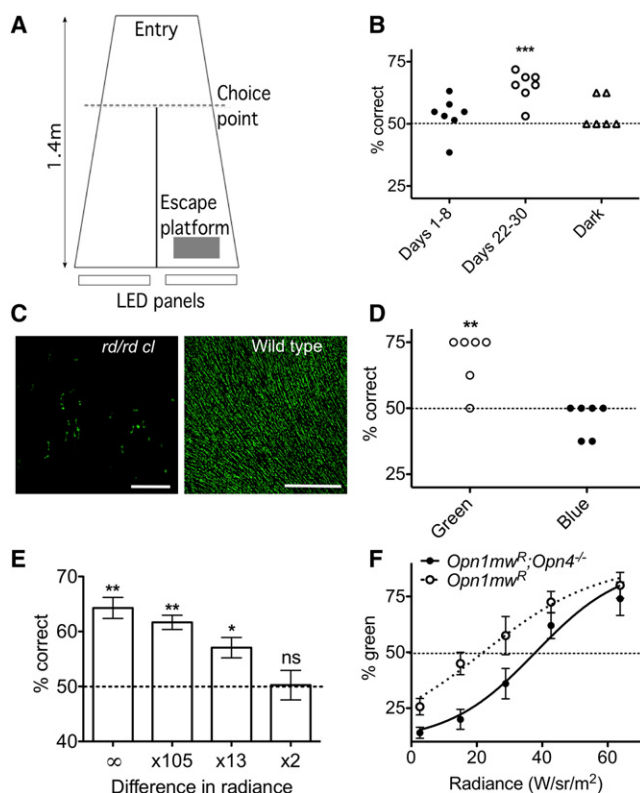 A
Entry
Choice
point
1.4m
Escape
platform
LED panels
B
***
% correct
75
50
25
Days 1-8
Days 22-30
Dark
C
rd/rd cl
Wild type
D
**
% correct
75
50
25
Green
Blue
E
% correct
70
60
50
40
**
**
*
ns
∞
x105
x13
x2
Difference in radiance
F
Opn1mwR;Opn4-/-
Opn1mwR
% green
75
50
25
0
20
40
60
Radiance (W/sr/m²)